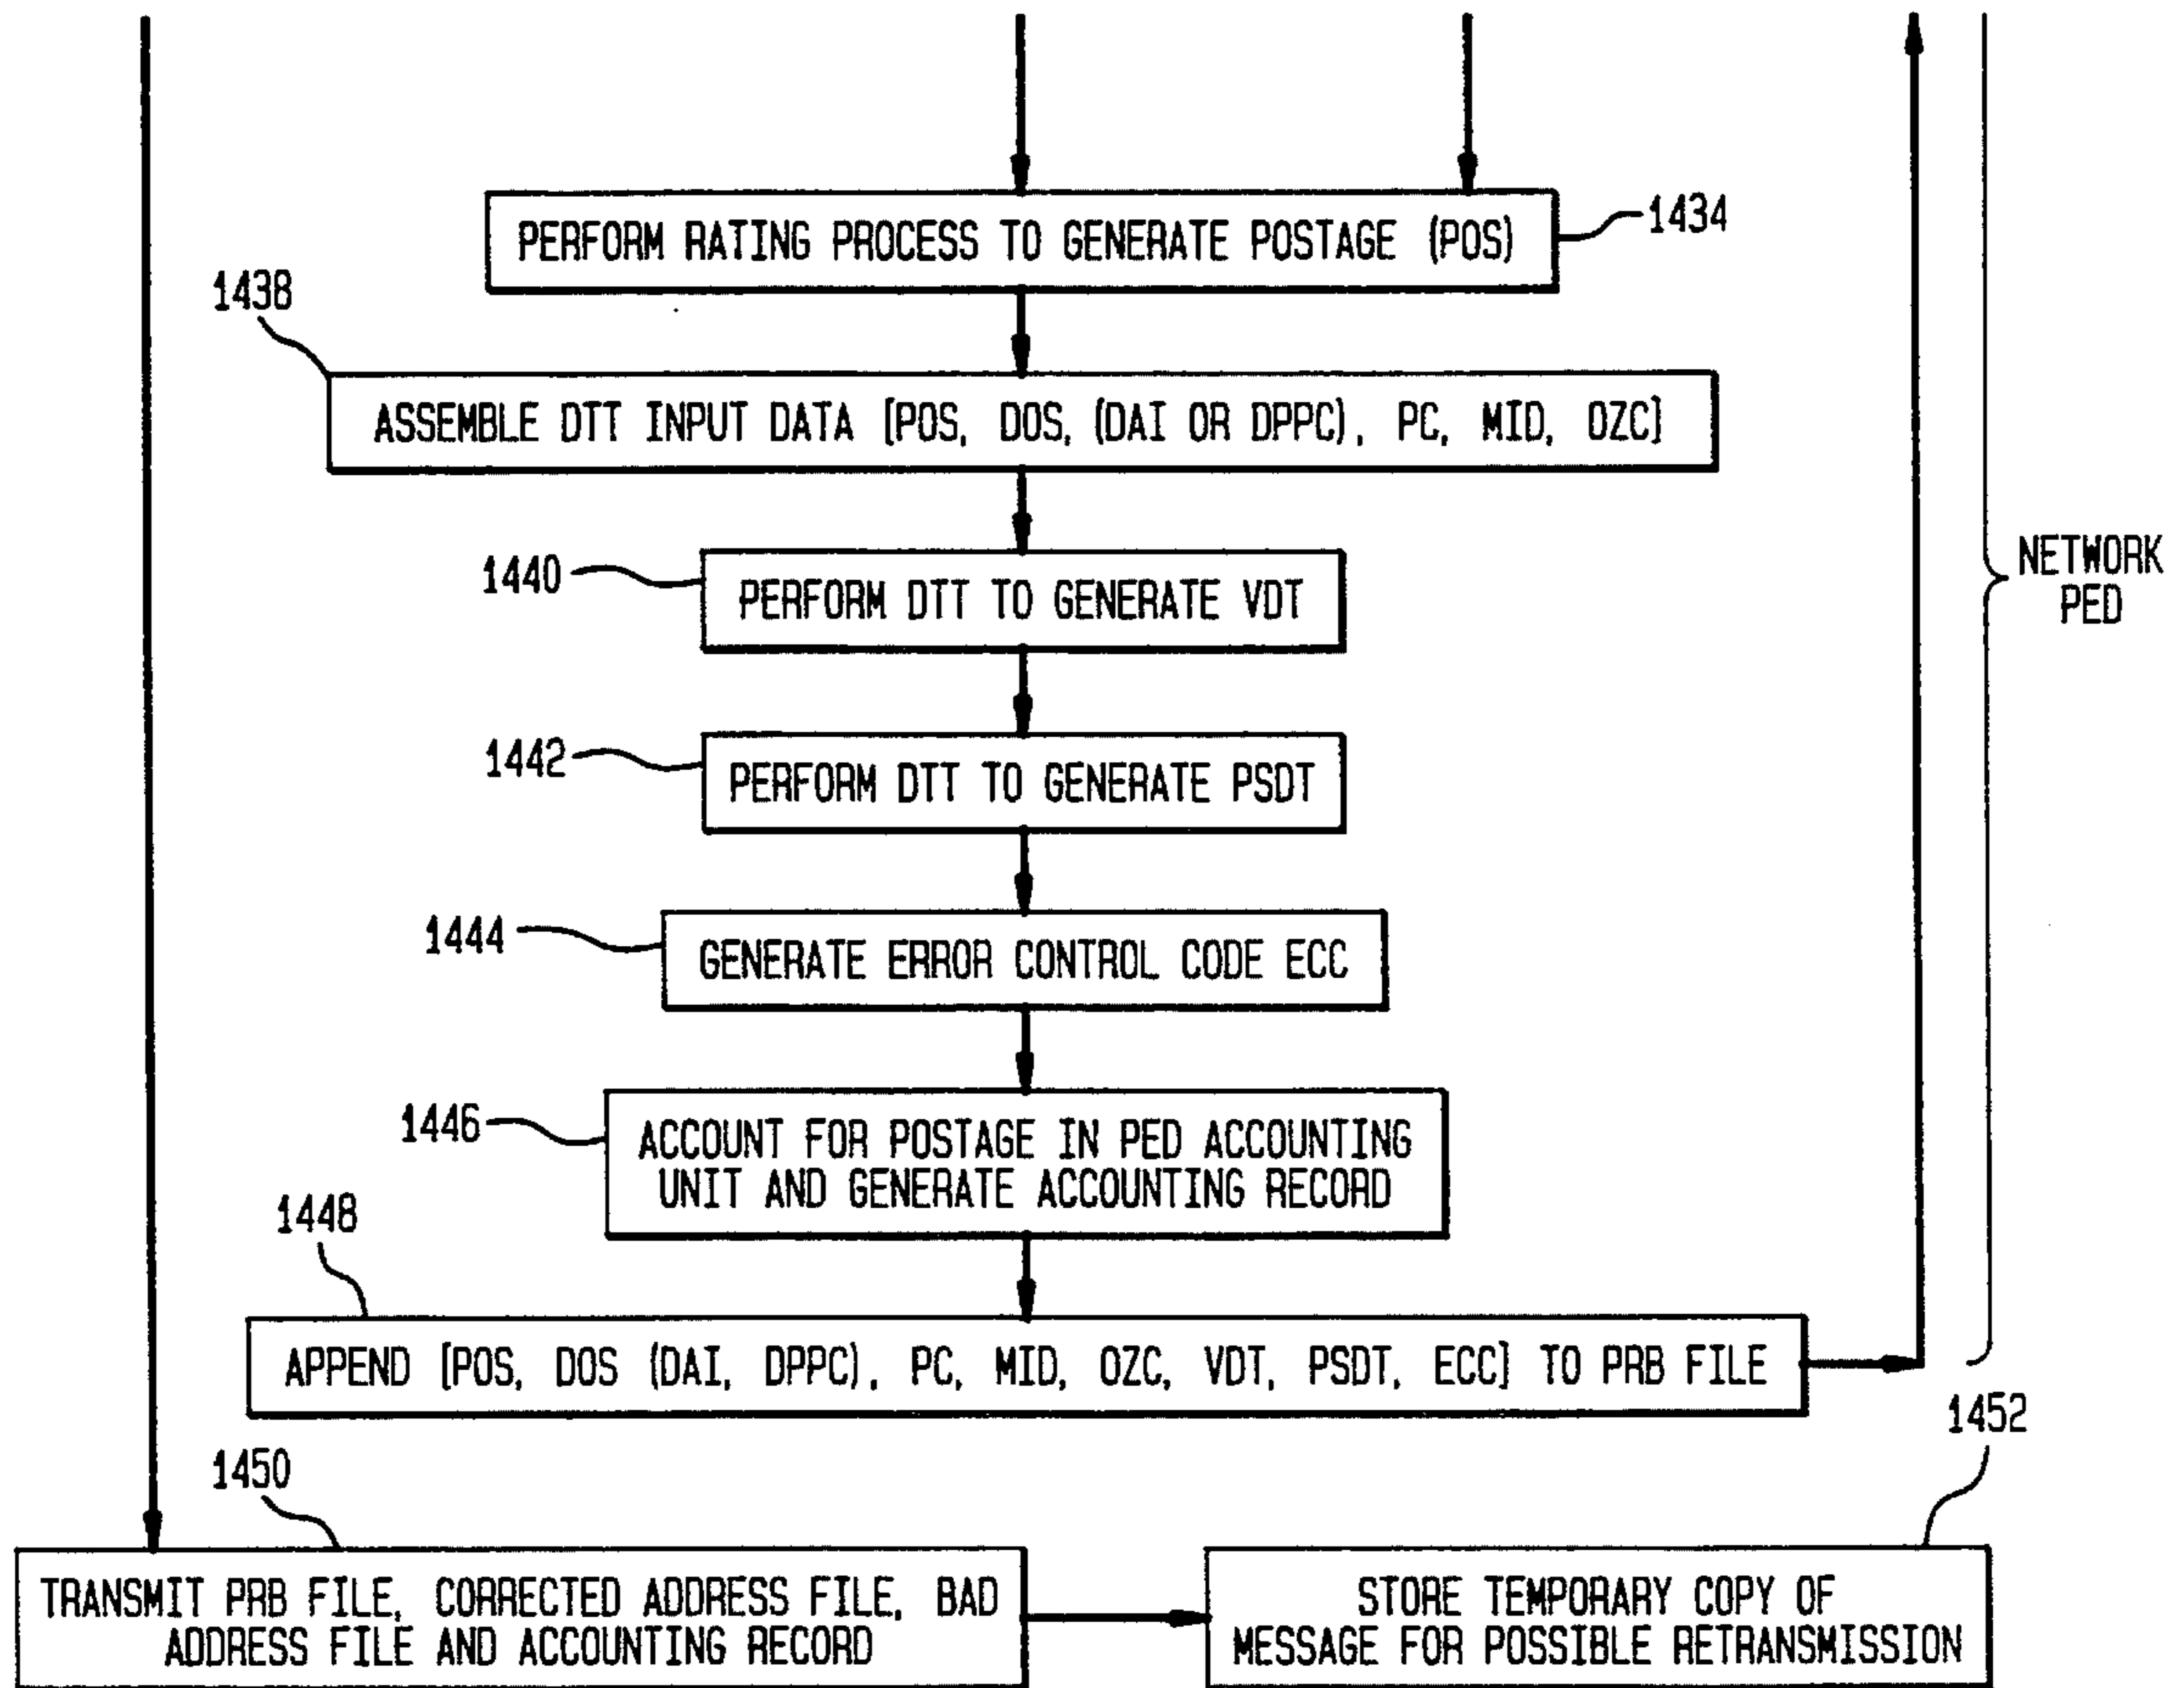 PERFORM RATING PROCESS TO GENERATE POSTAGE (POS)
1434
1438
ASSEMBLE DTT INPUT DATA [POS, DOS, (DAI OR DPPC), PC, MID, OZC]
1440
PERFORM DTT TO GENERATE VDT
NETWORK
PED
1442
PERFORM DTT TO GENERATE PSDT
1444
GENERATE ERROR CONTROL CODE ECC
1446
ACCOUNT FOR POSTAGE IN PED ACCOUNTING
UNIT AND GENERATE ACCOUNTING RECORD
1448
APPEND [POS, DOS (DAI, DPPC), PC, MID, OZC, VDT, PSDT, ECC] TO PRB FILE
1450
TRANSMIT PRB FILE, CORRECTED ADDRESS FILE, BAD
ADDRESS FILE AND ACCOUNTING RECORD
1452
STORE TEMPORARY COPY OF
MESSAGE FOR POSSIBLE RETRANSMISSION